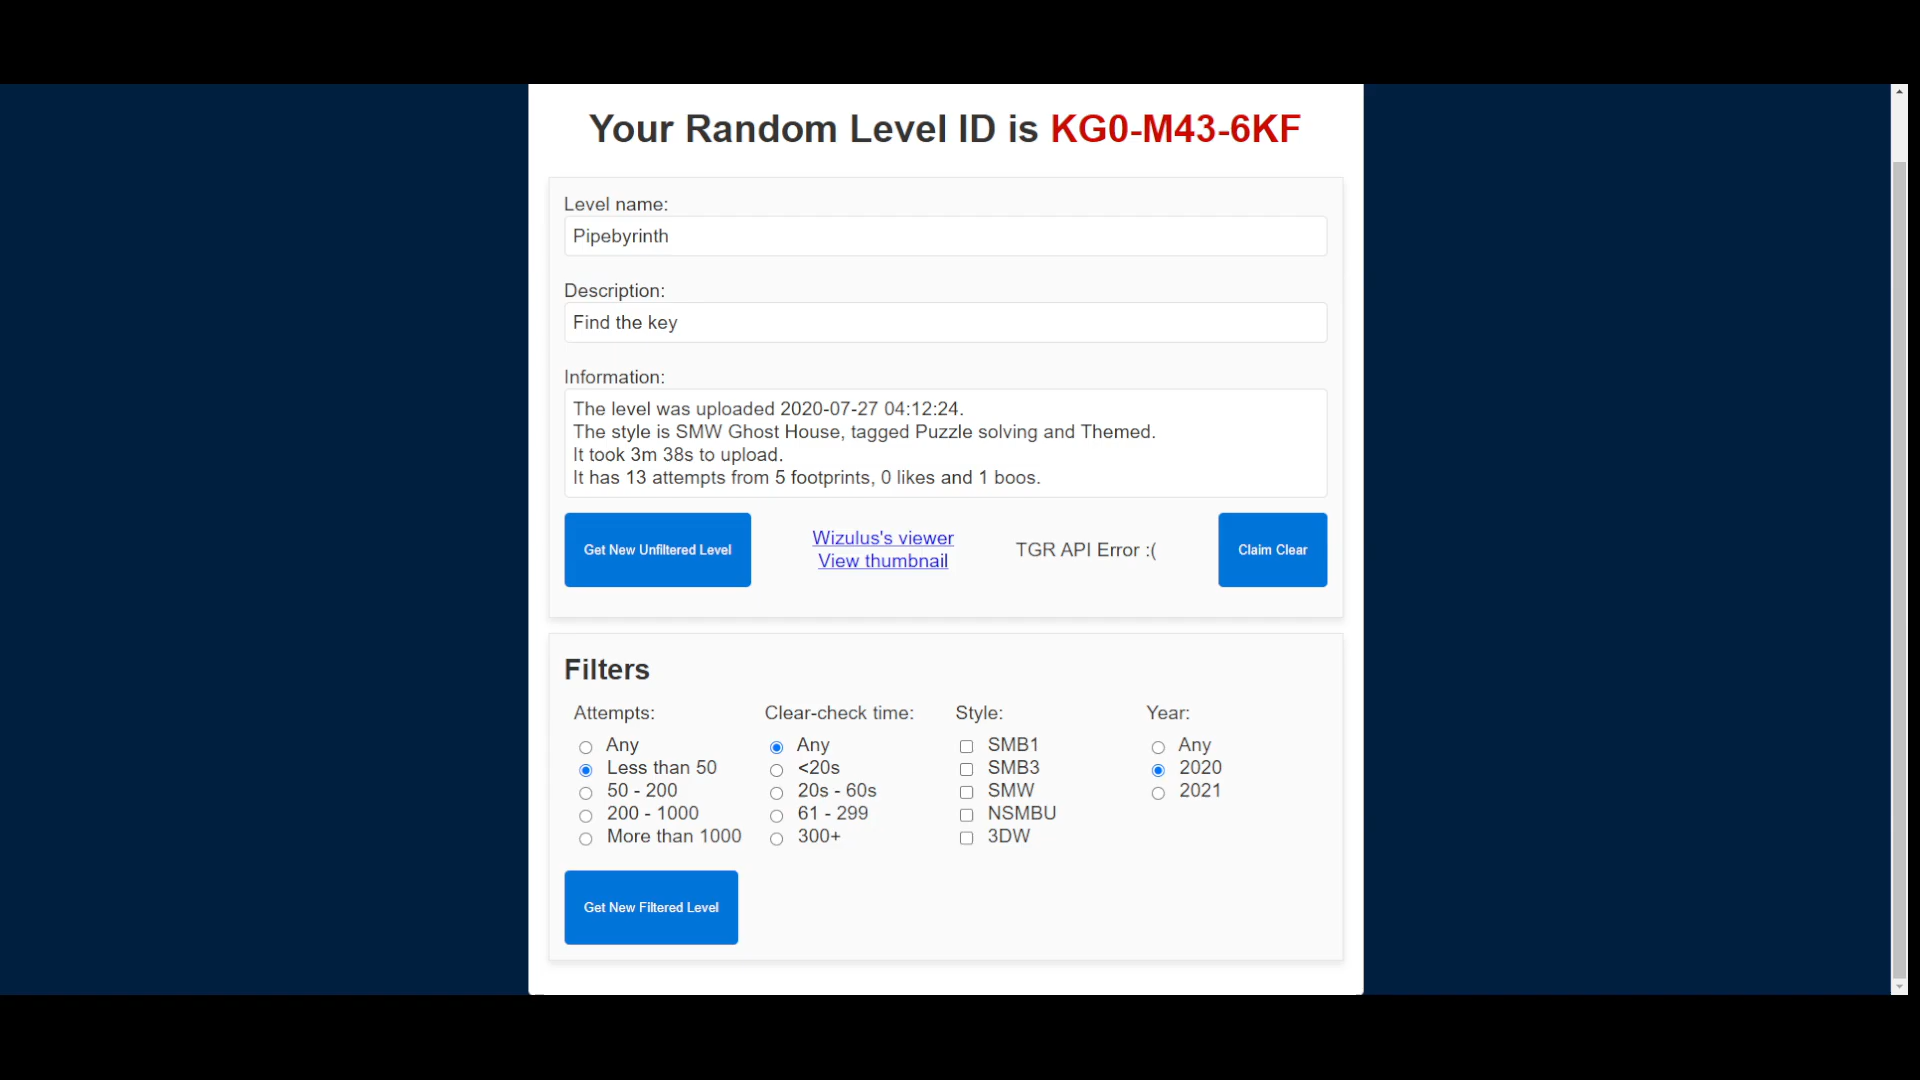 Your Random Level ID is KG0-M43-6KF
Level name:
Pipebyrinth
Description:
Find the key
Information:
The level was uploaded 2020-07-27 04:12:24.
The style is SMW Ghost House, tagged Puzzle solving and Themed.
It took 3m 38s to upload.
It has 13 attempts from 5 footprints, 0 likes and 1 boos.
Get New Unfiltered Level
Wizulus's viewer
View thumbnail
TGR API Error :(
Claim Clear
Filters
Attempts:
Any
Less than 50
50 - 200
200 - 1000
More than 1000
Clear-check time:
Any
<20s
20s - 60s
61 - 299
300+
Style:
SMB1
SMB3
SMW
NSMBU
3DW
Year:
Any
2020
2021
Get New Filtered Level